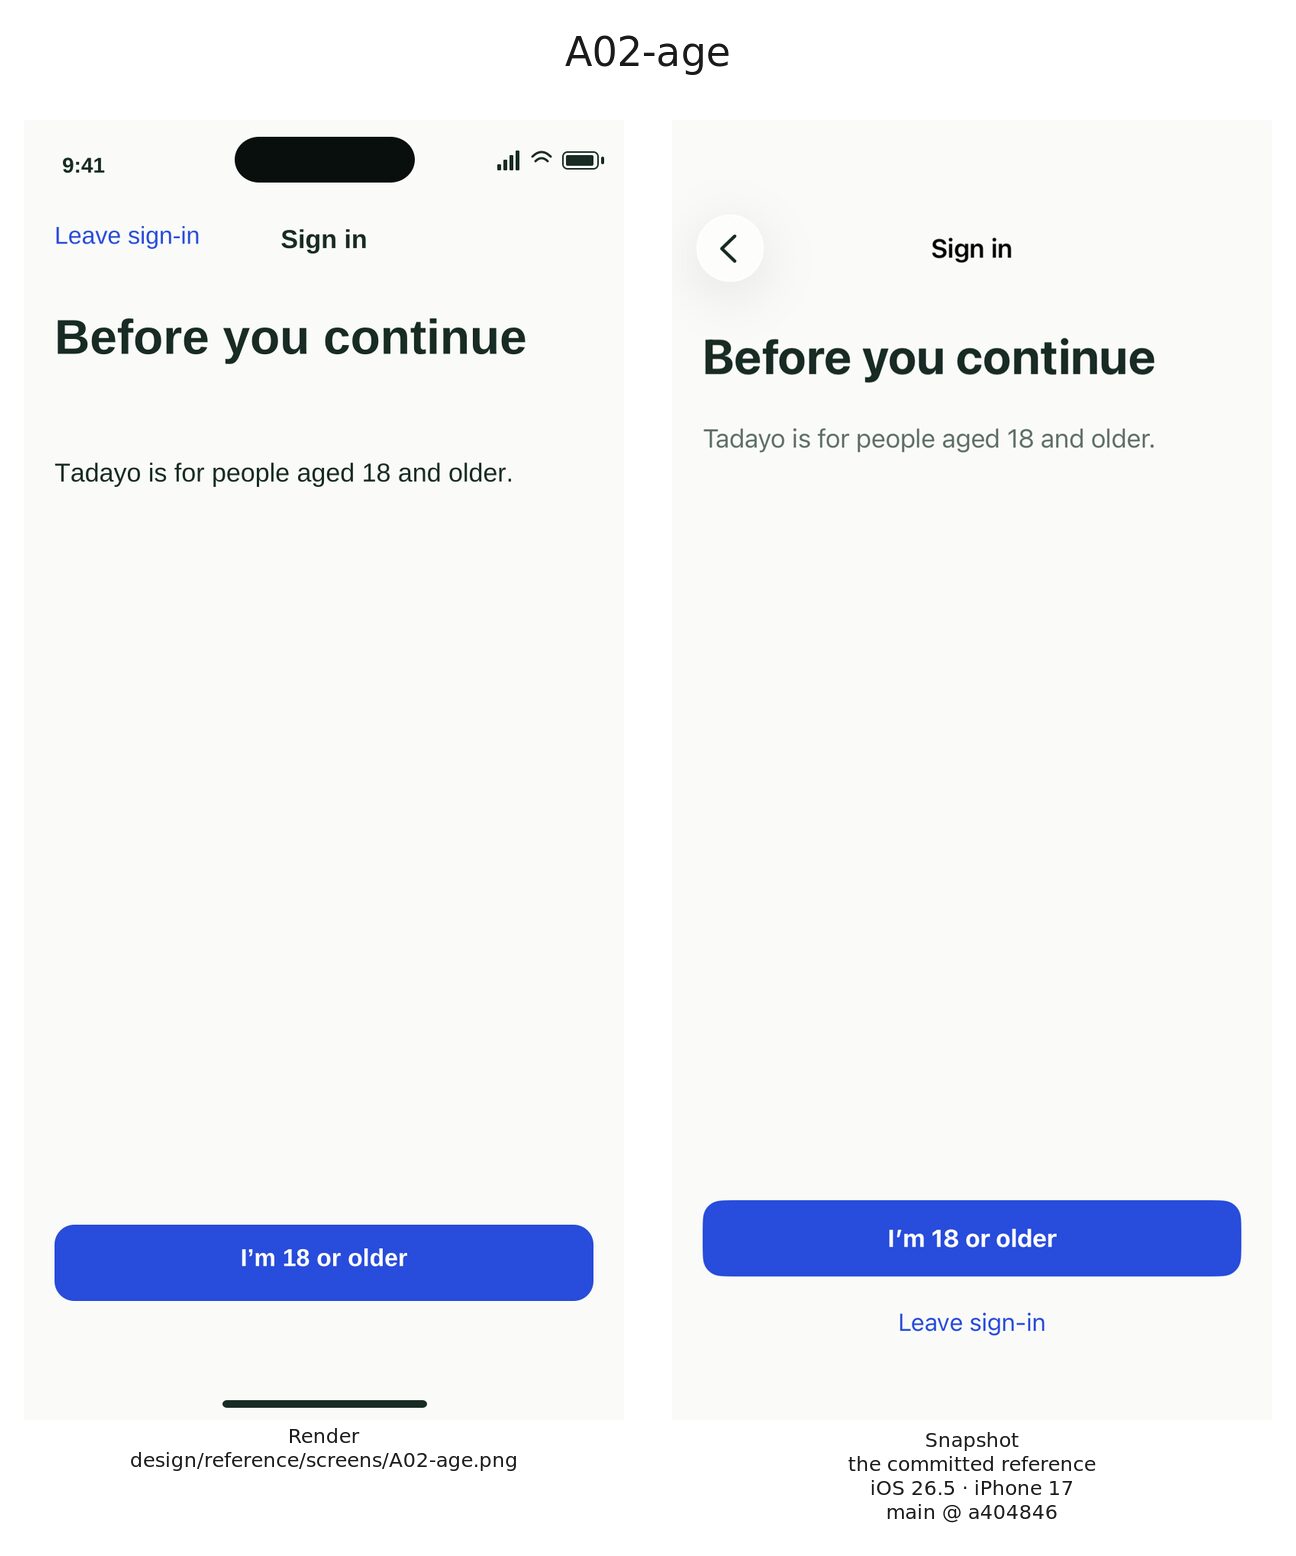 A02-age
9:41
Leave sign-in
Sign in
Before you continue
Tadayo is for people aged 18 and older.
I’m 18 or older
Render
design/reference/screens/A02-age.png
Sign in
Before you continue
Tadayo is for people aged 18 and older.
I’m 18 or older
Leave sign-in
Snapshot
the committed reference
iOS 26.5 · iPhone 17
main @ a404846